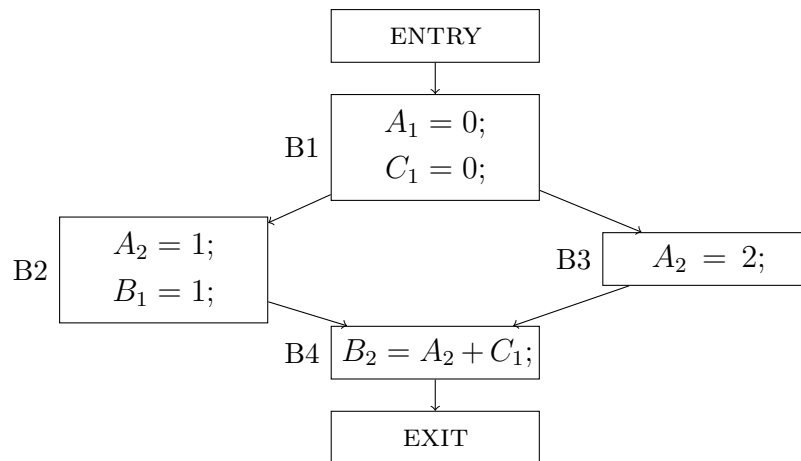 ENTRY
B1
A₁ = 0;
C₁ = 0;
B2
A₂ = 1;
B₁ = 1;
B3
A₂ = 2;
B4
B₂ = A₂ + C₁;
EXIT